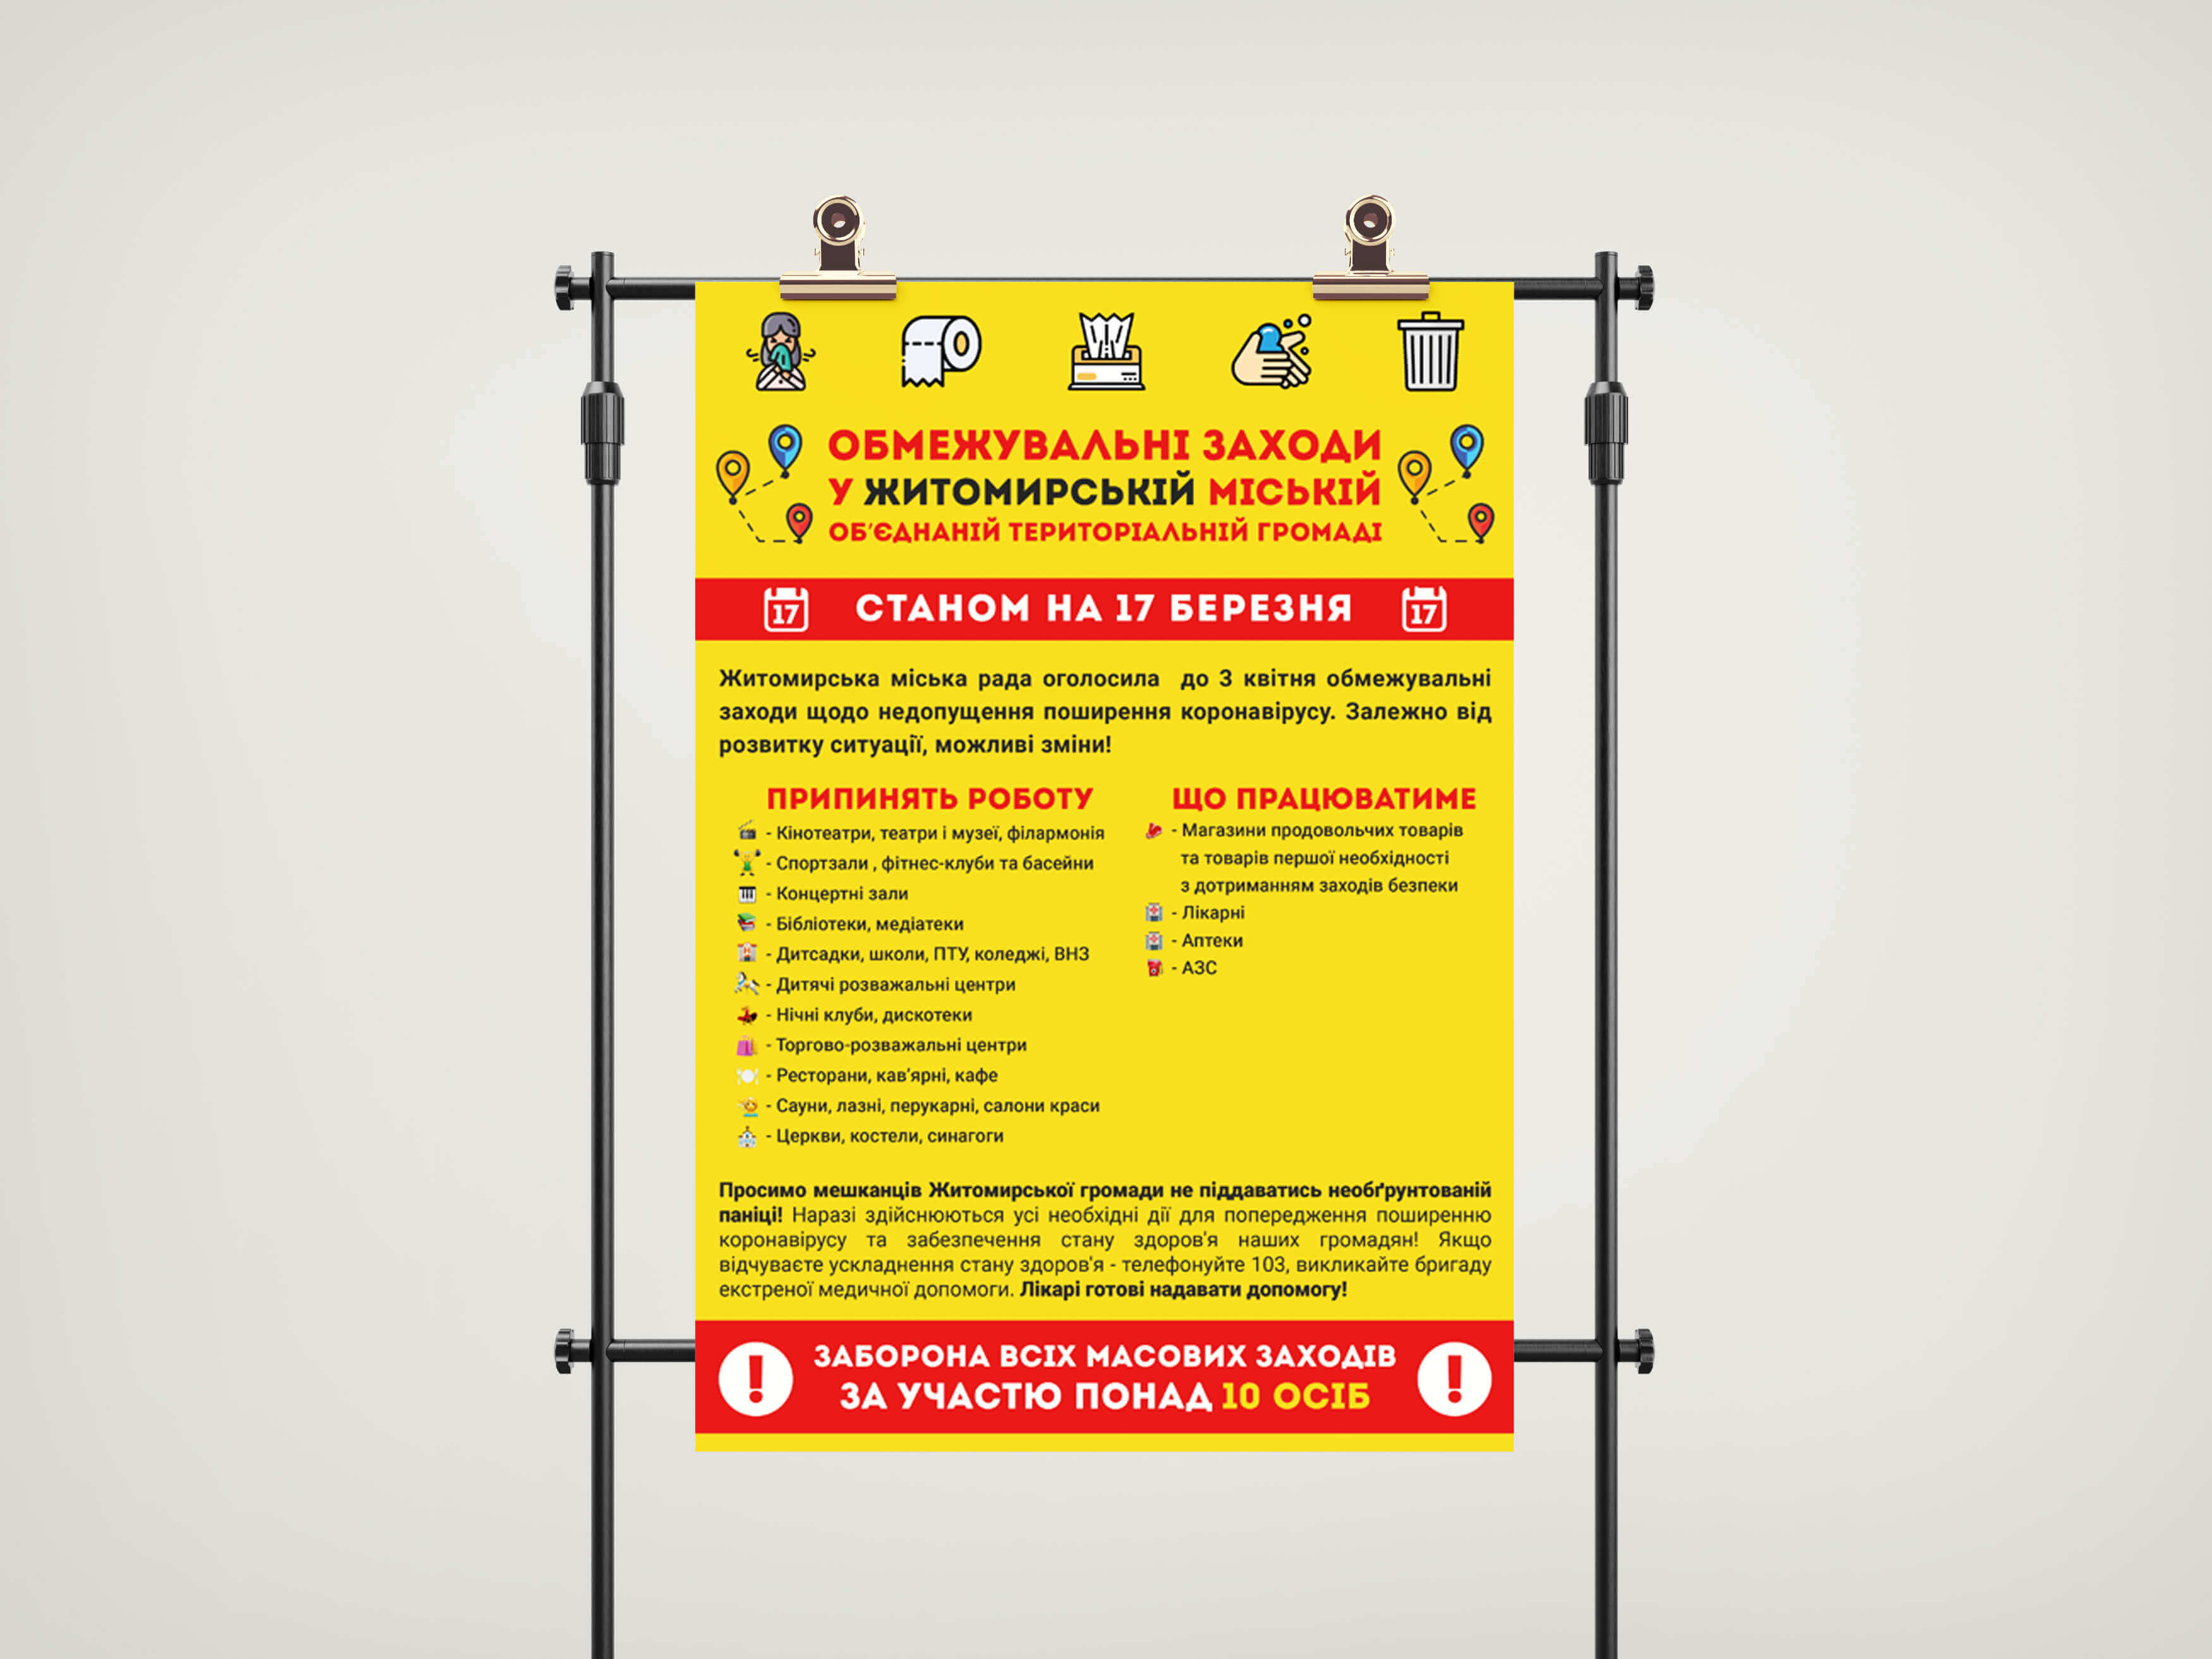 ОБМЕЖУВАЛЬНІ ЗАХОДИ
У ЖИТОМИРСЬКІЙ МІСЬКІЙ
ОБ'ЄДНАНІЙ ТЕРИТОРІАЛЬНІЙ ГРОМАДІ
17 СТАНОМ НА 17 БЕРЕЗНЯ 17
Житомирська міська рада оголосила до 3 квітня обмежувальні
заходи щодо недопущення поширення коронавірусу. Залежно від
розвитку ситуації, можливі зміни!
ПРИПИНЯТЬ РОБОТУ
- Кінотеатри, театри і музеї, філармонія
- Спортзали , фітнес-клуби та басейни
- Концертні зали
- Бібліотеки, медіатеки
- Дитсадки, школи, ПТУ, коледжі, ВНЗ
- Дитячі розважальні центри
- Нічні клуби, дискотеки
- Торгово-розважальні центри
- Ресторани, кав'ярні, кафе
- Сауни, лазні, перукарні, салони краси
- Церкви, костели, синагоги
ЩО ПРАЦЮВАТИМЕ
- Магазини продовольчих товарів
та товарів першої необхідності
з дотриманням заходів безпеки
- Лікарні
- Аптеки
- АЗС
Просимо мешканців Житомирської громади не піддаватись необґрунтованій
паніці! Наразі здійснюються усі необхідні дії для попередження поширенню
коронавірусу та забезпечення стану здоров'я наших громадян! Якщо
відчуваєте ускладнення стану здоров'я - телефонуйте 103, викликайте бригаду
екстреної медичної допомоги. Лікарі готові надавати допомогу!
! ЗАБОРОНА ВСІХ МАСОВИХ ЗАХОДІВ !
ЗА УЧАСТЮ ПОНАД 10 ОСІБ